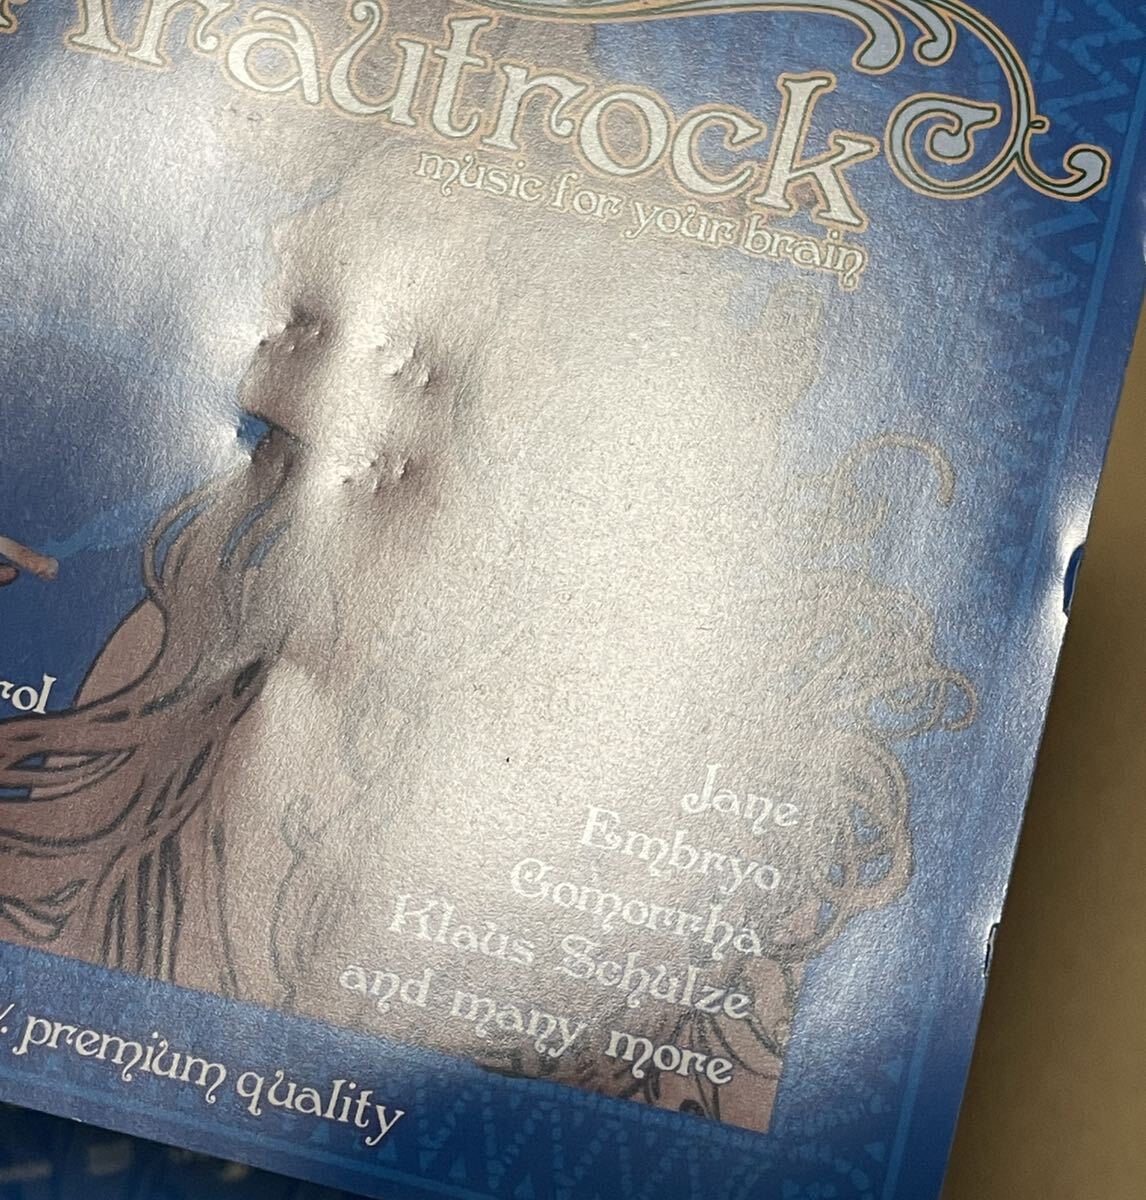 Krautrock
music for your brain
rol
Jane
Embryo
Gomorrha
Klaus Schulze
and many more
% premium quality